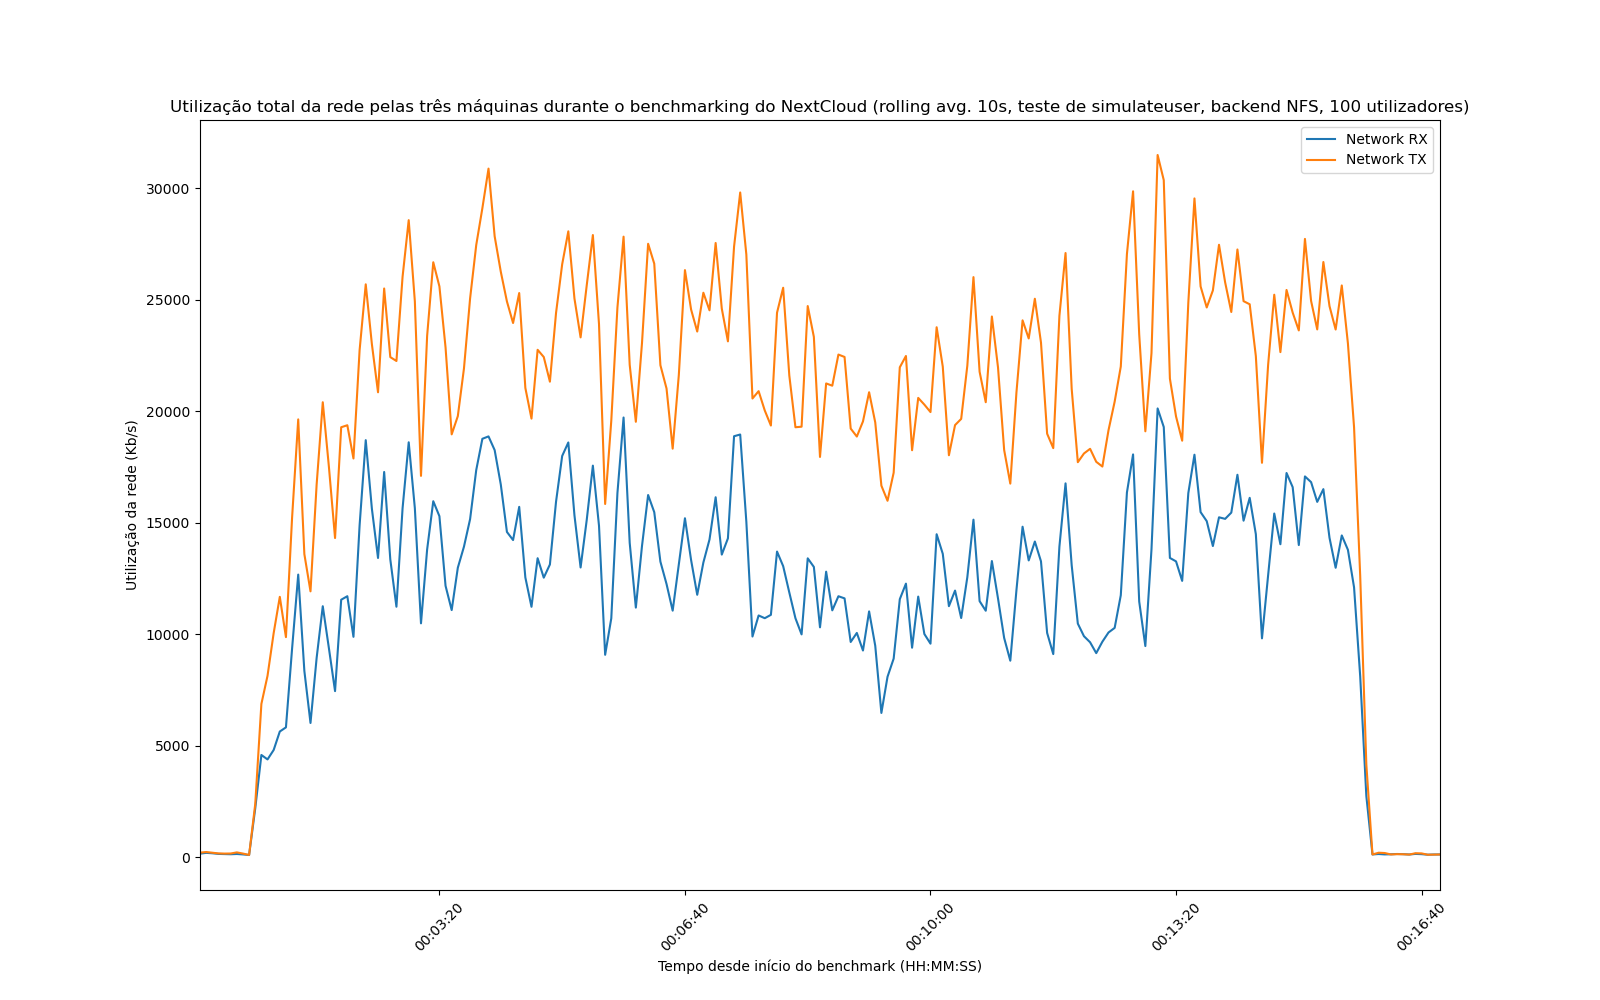 Utilização total da rede pelas três máquinas durante o benchmarking do NextCloud (rolling avg. 10s, teste de simulateuser, backend NFS, 100 utilizadores)
Network RX
Network TX
30000
25000
20000
15000
10000
5000
0
Utilização da rede (Kb/s)
00:03:20
00:06:40
00:10:00
00:13:20
00:16:40
Tempo desde início do benchmark (HH:MM:SS)